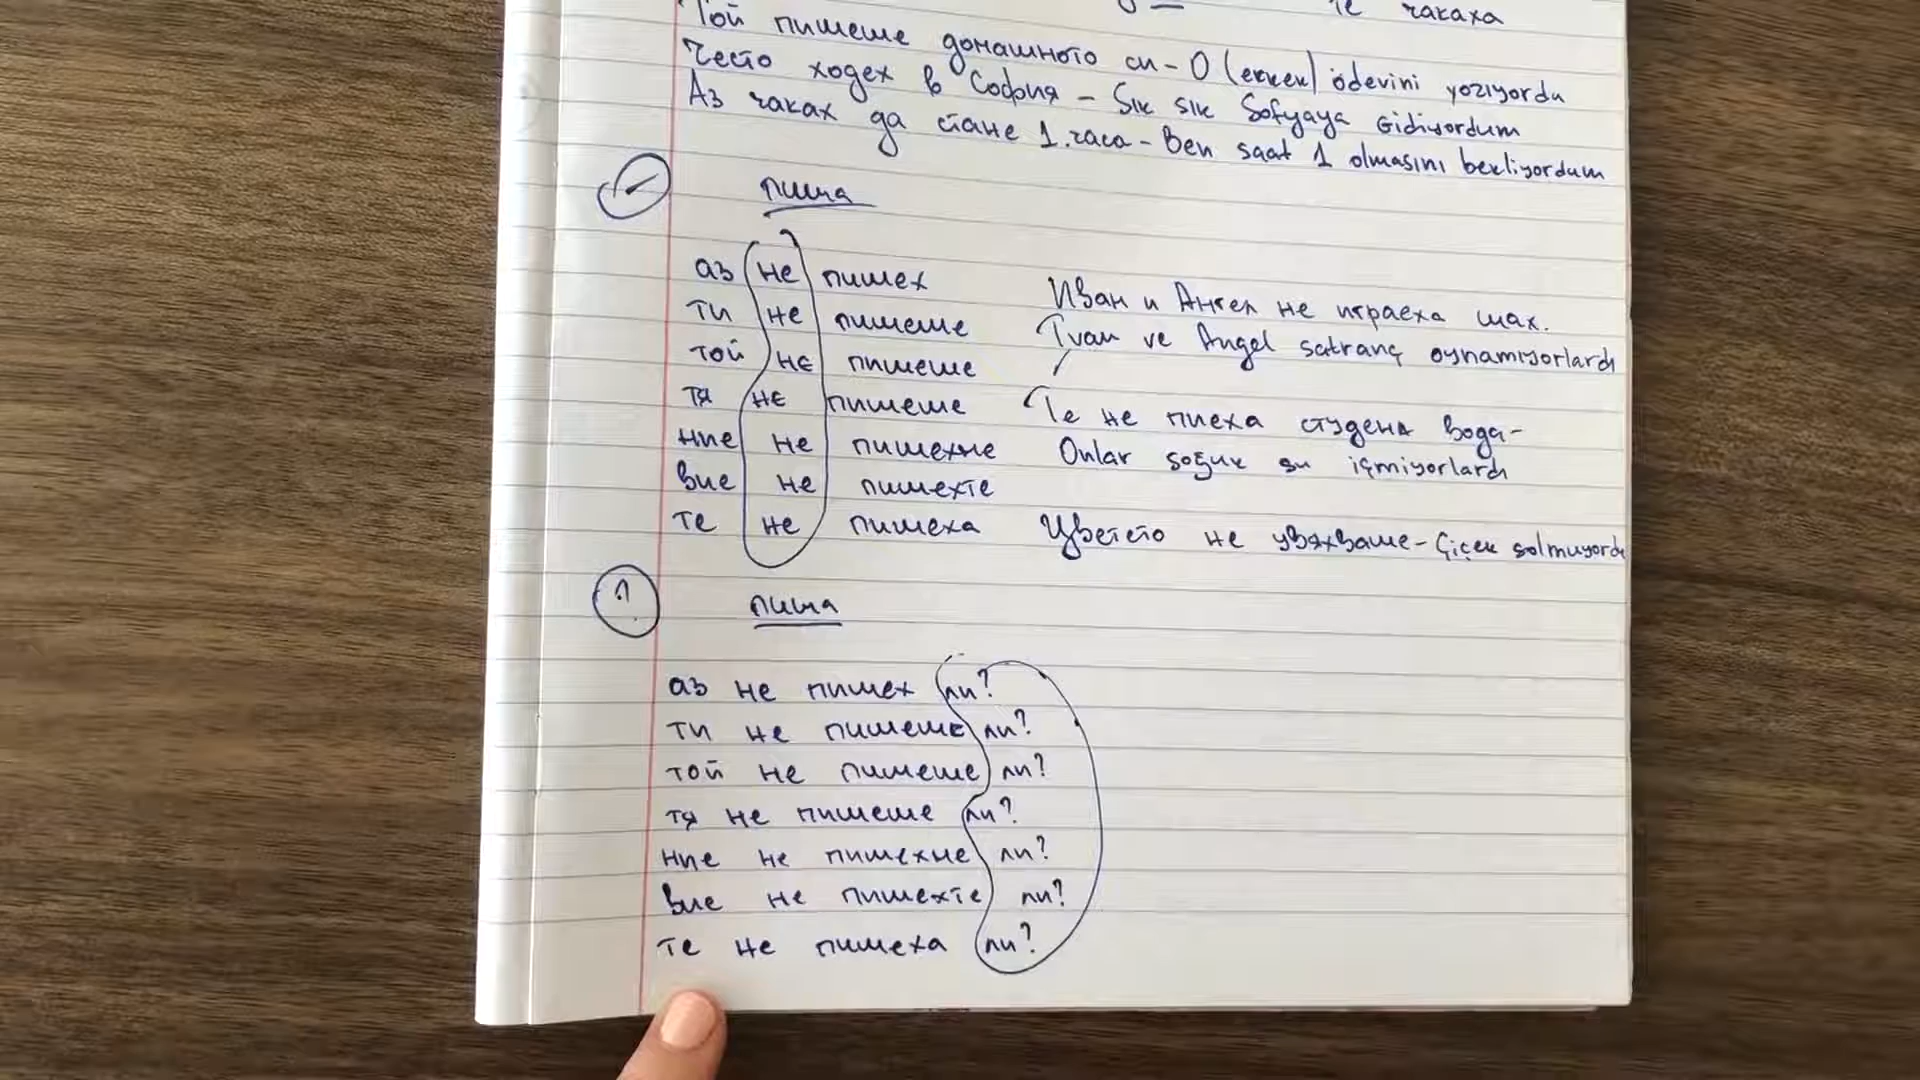 те чакаха
Той пишеше домашното си - О (erkek) ödevini yazıyordu
Често ходех в София - Sık sık Sofyaya Gidiyordum
Аз чаках да стане 1. часа - Ben saat 1 olmasını bekliyordum
-
пиша
аз не пишех
ти не пишеше
той не пишеше
тя не пишеше
ние не пишехме
вие не пишехте
те не пишеха
Иван и Ангел не играеха шах.
İvan ve Angel satranç oynamıyorlardı
Те не пиеха студена вода -
Onlar soğuk su içmiyorlardı
Цветето не увяхваше - Çiçek solmuyordu
?
пиша
аз не пишех ли?
ти не пишеше ли?
той не пишеше ли?
тя не пишеше ли?
ние не пишехме ли?
вие не пишехте ли?
те не пишеха ли?